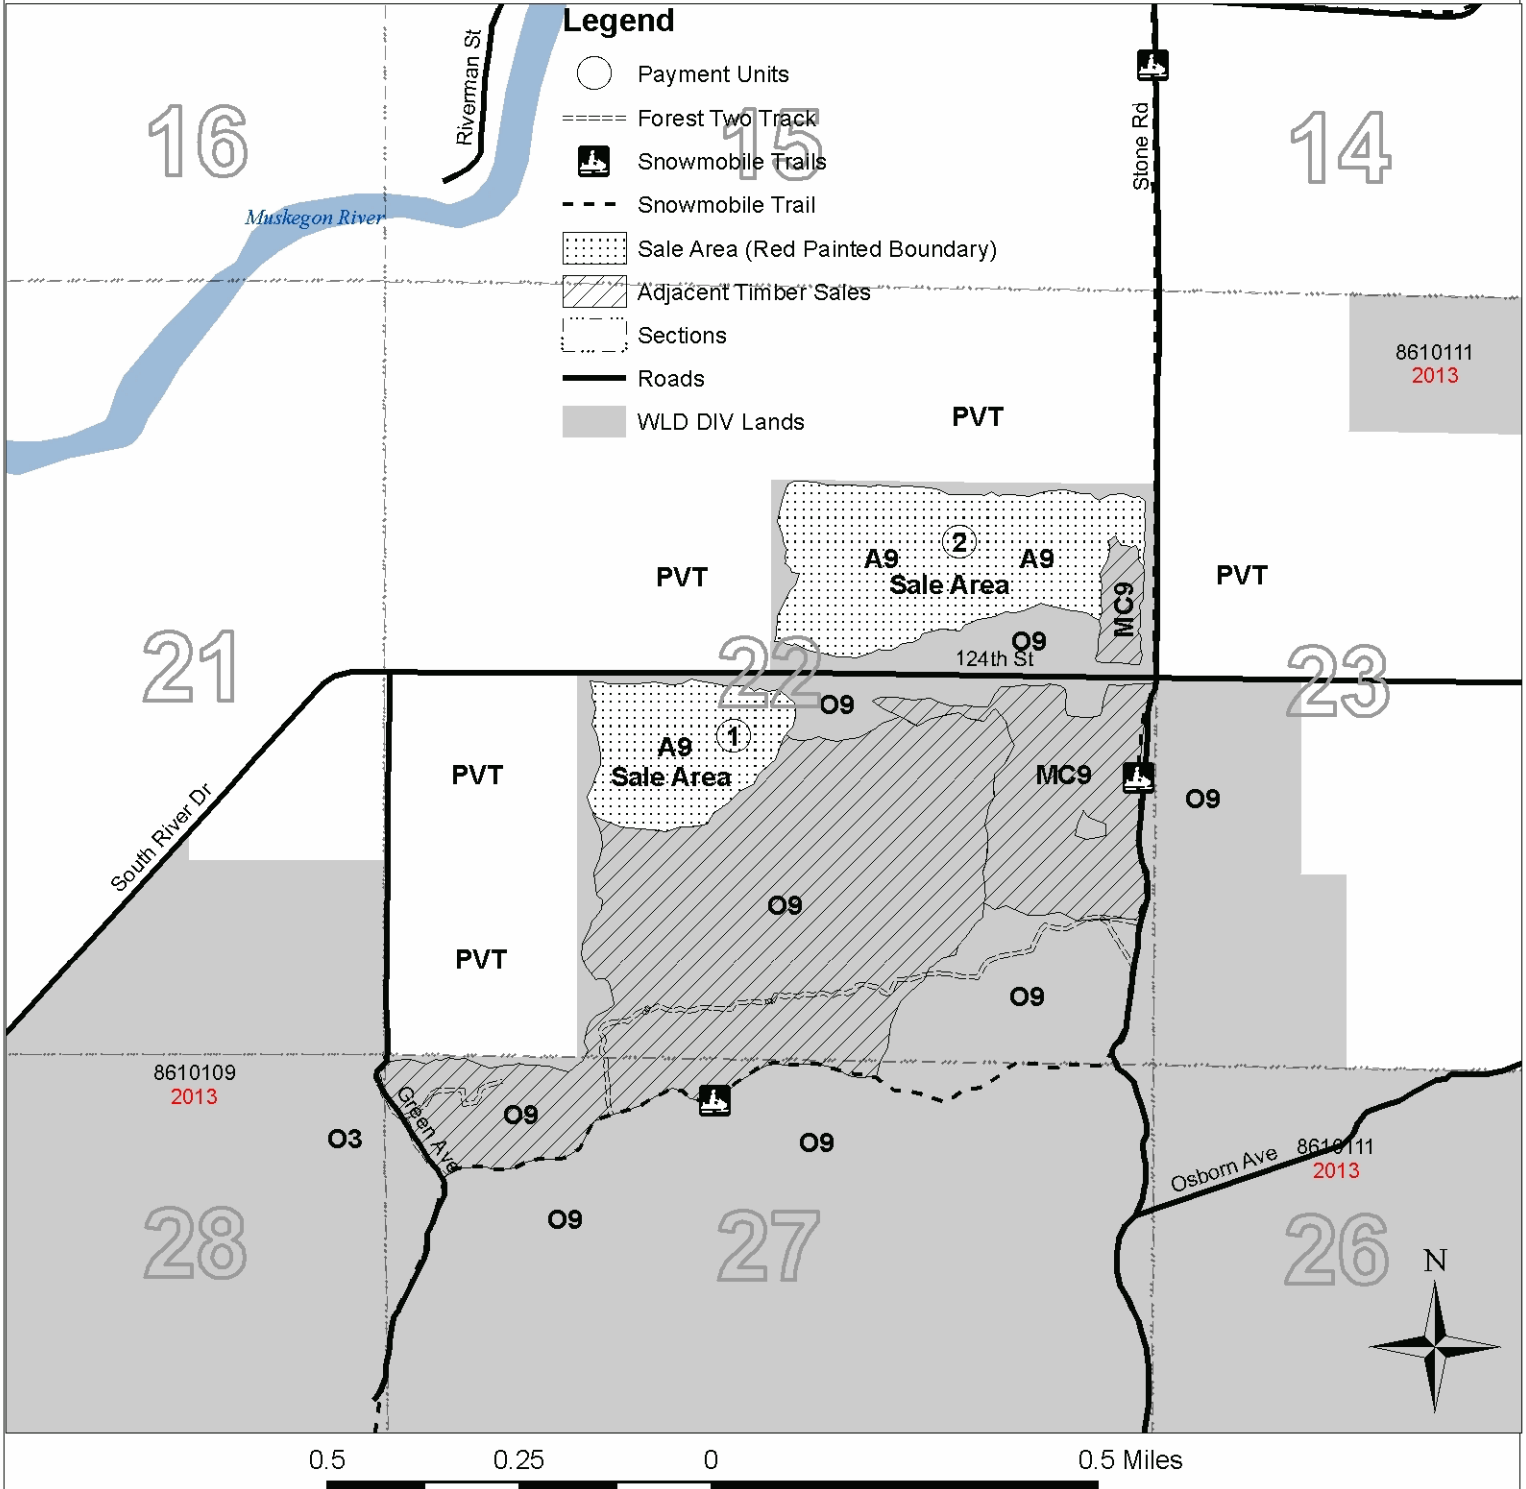 Legend
Payment Units
Forest Two Track
Snowmobile Trails
Snowmobile Trail
Sale Area (Red Painted Boundary)
Adjacent Timber Sales
Sections
Roads
WLD DIV Lands
16
15
14
Riverman St
Stone Rd
Muskegon River
8610111
2013
PVT
2
A9
A9
Sale Area
PVT
PVT
MC9
O9
124th St
21
22
23
O9
1
A9
Sale Area
PVT
MC9
O9
South River Dr
O9
PVT
O9
8610109
2013
Green Ave
O9
O3
O9
8610111
2013
Osborn Ave
O9
28
27
26
N
0.5
0.25
0
0.5 Miles